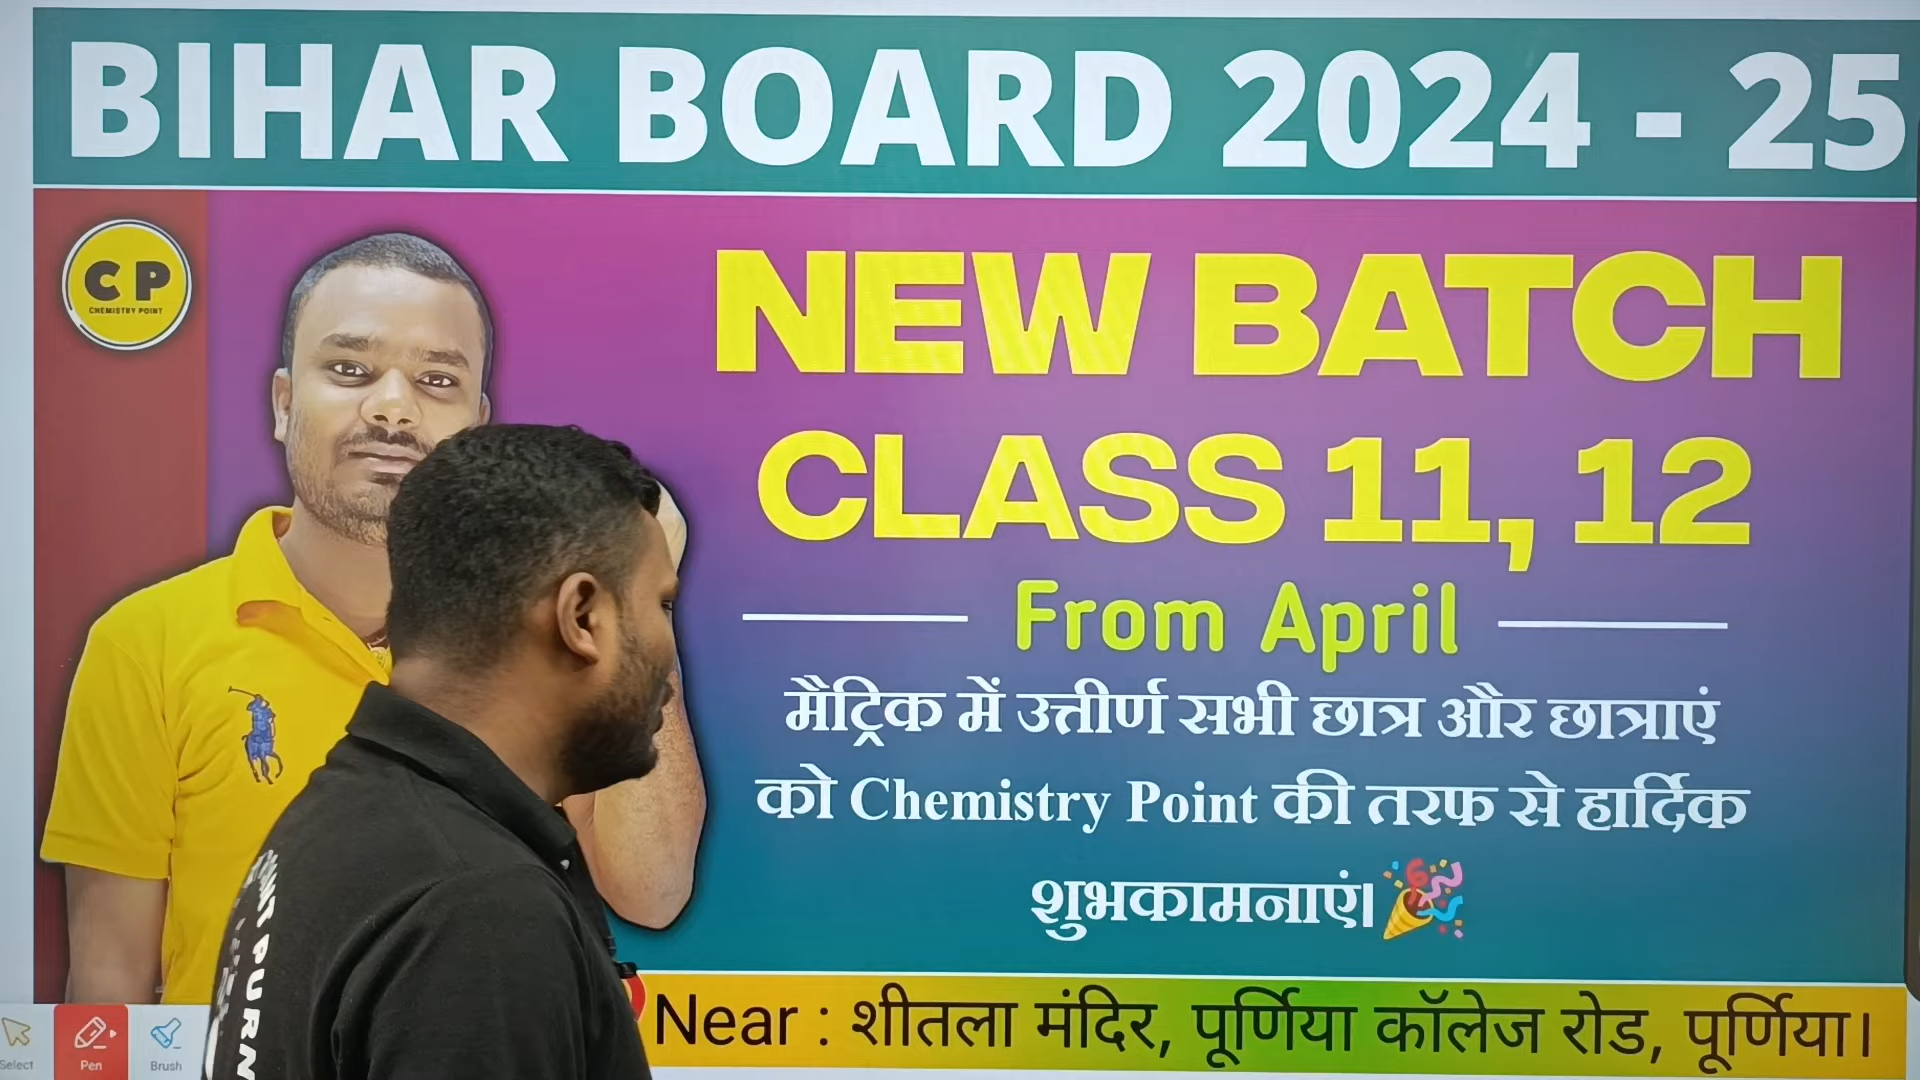 BIHAR BOARD 2024 - 25
C P
CHEMISTRY POINT
NEW BATCH
CLASS 11, 12
From April
मैट्रिक में उत्तीर्ण सभी छात्र और छात्राएं
को Chemistry Point की तरफ से हार्दिक
शुभकामनाएं।
Near : शीतला मंदिर, पूर्णिया कॉलेज रोड, पूर्णिया।
Select
Pen
Brush